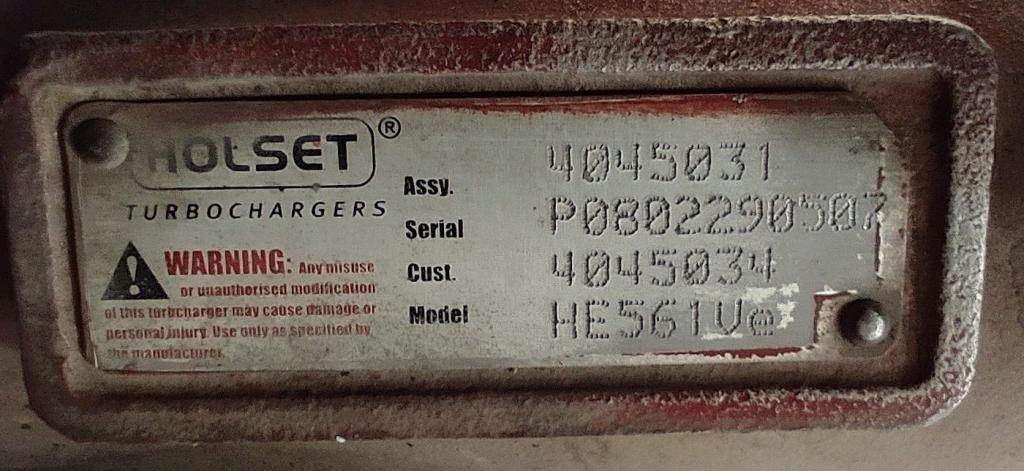 HOLSET®
TURBOCHARGERS
WARNING: Any misuse
or unauthorised modification
of this turbocharger may cause damage or
personal injury. Use only as specified by
the manufacturer.
Assy. 4045031
Serial P08022290507
Cust. 4045034
Model HE561Ve